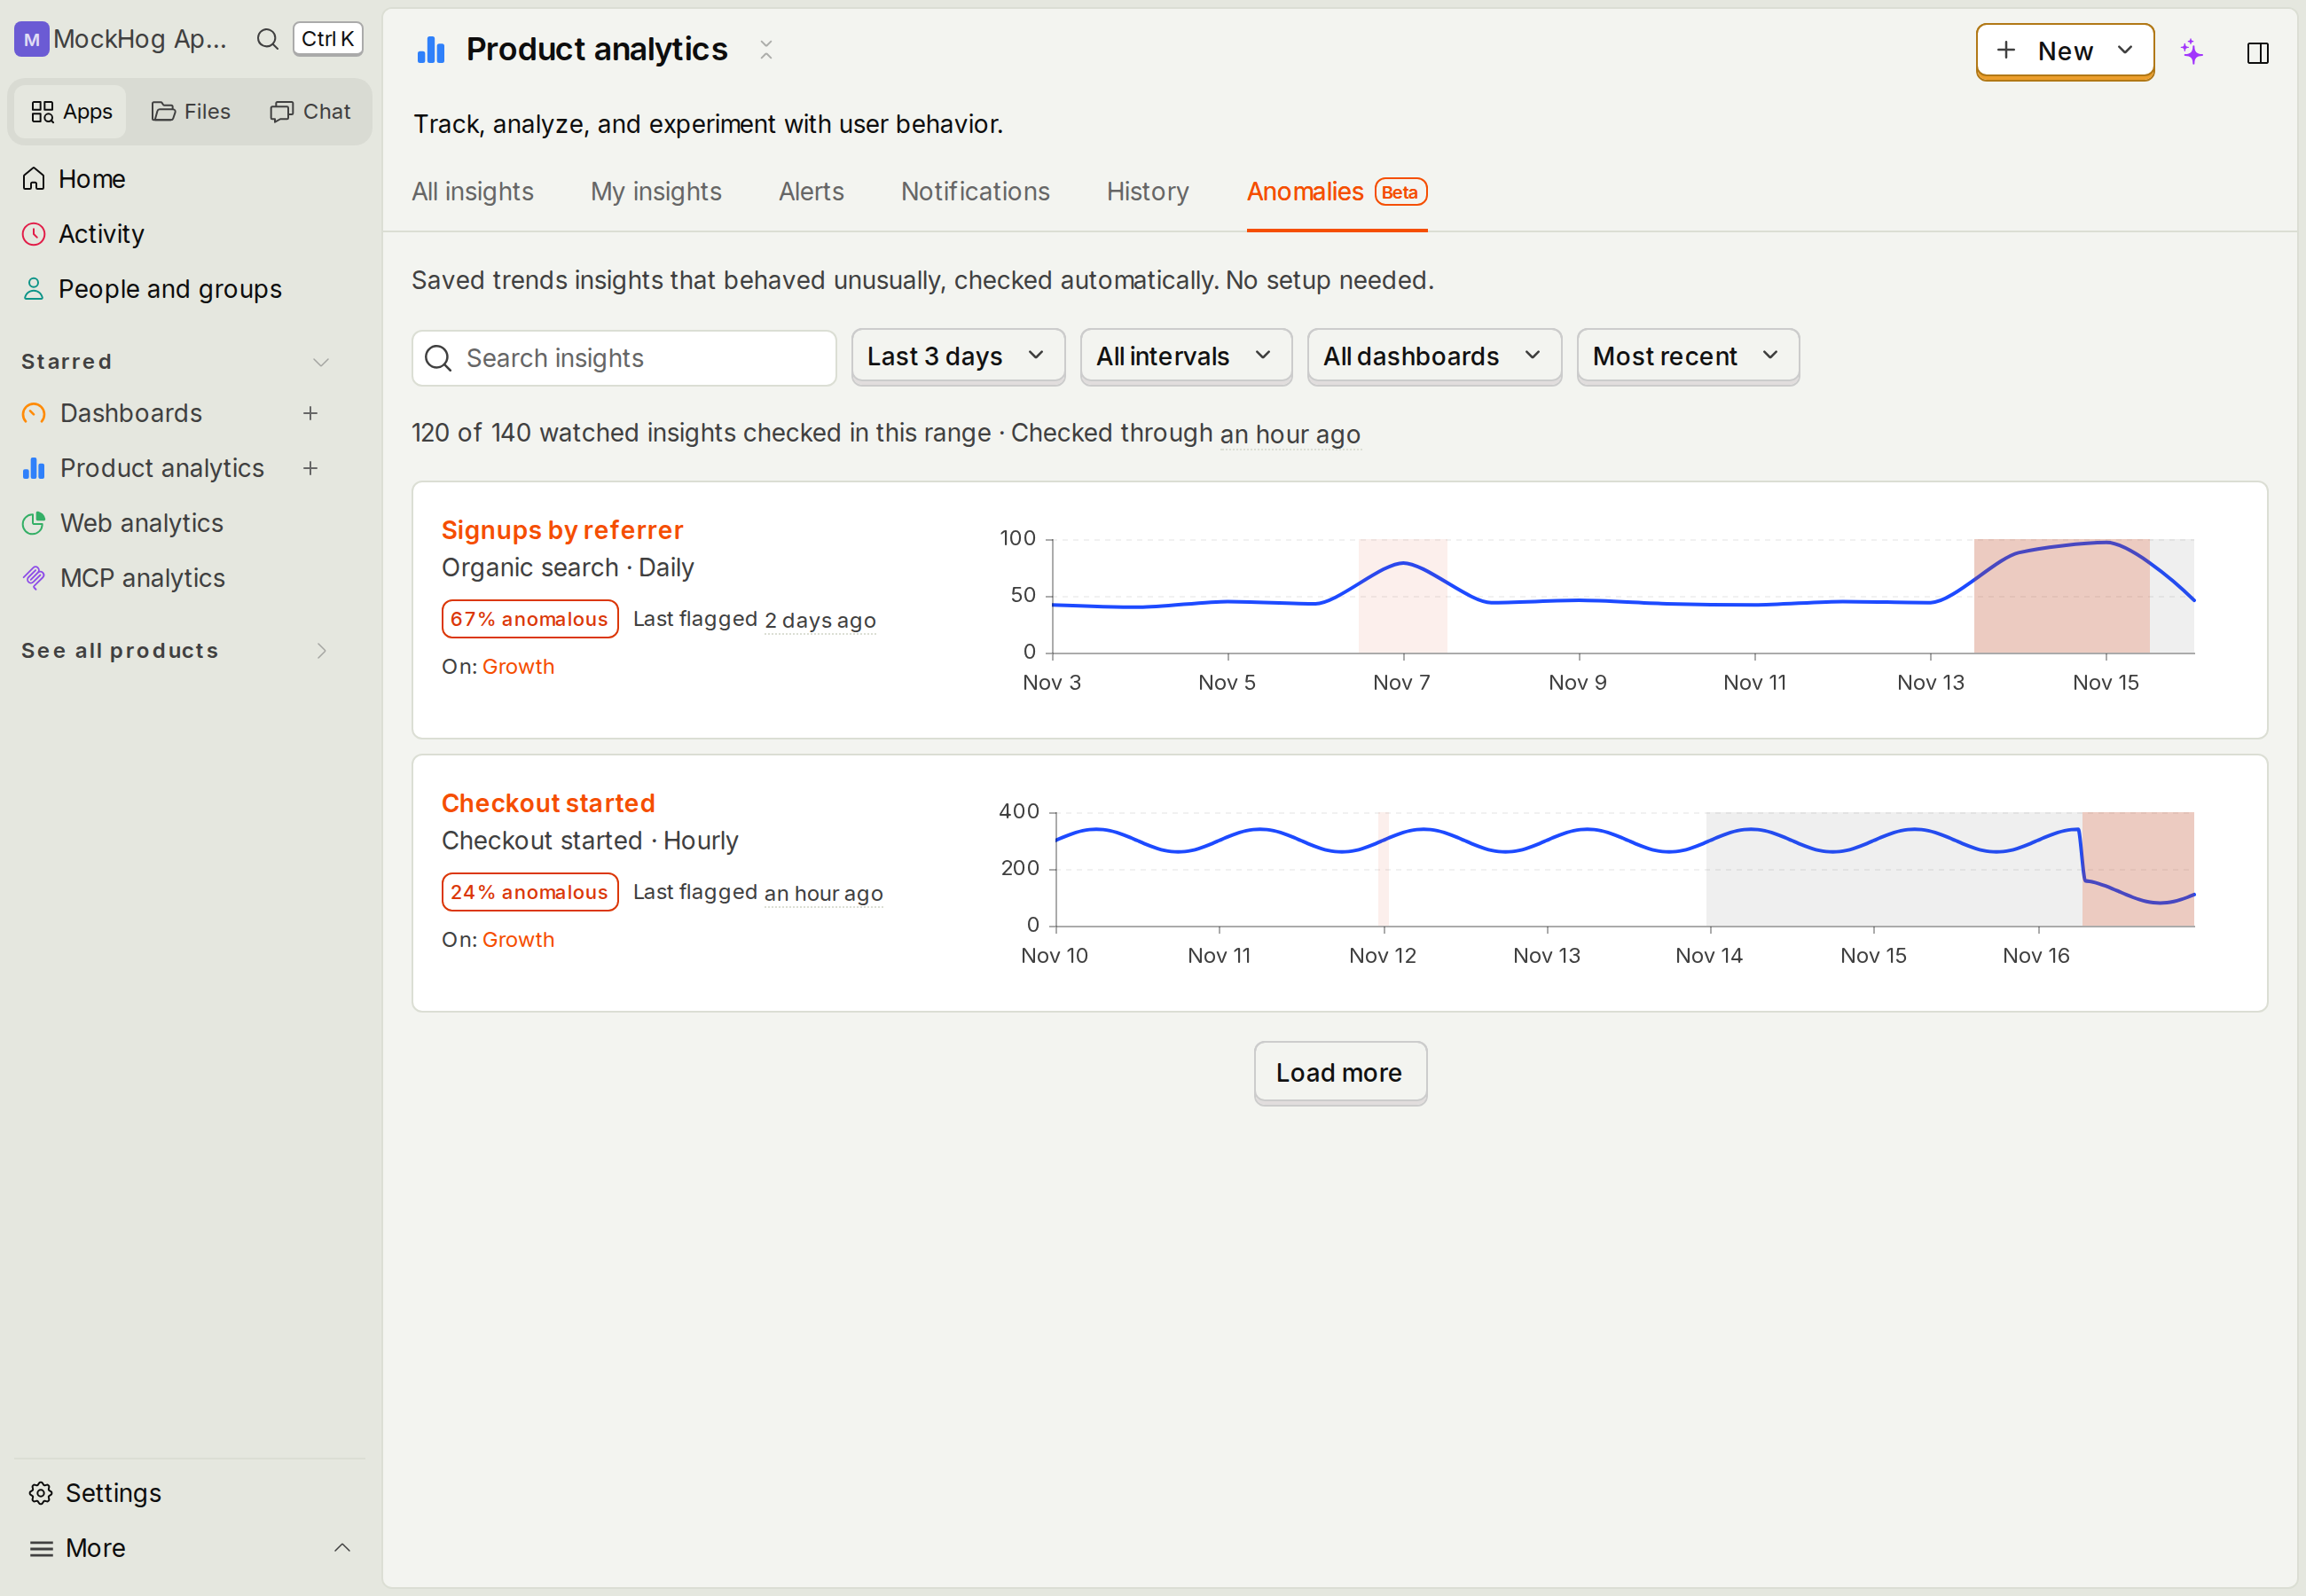 M MockHog Ap... Ctrl K
Apps Files Chat
Home
Activity
People and groups
Starred
Dashboards
Product analytics
Web analytics
MCP analytics
See all products
Settings
More
Product analytics
New
Track, analyze, and experiment with user behavior.
All insights My insights Alerts Notifications History Anomalies Beta
Saved trends insights that behaved unusually, checked automatically. No setup needed.
Search insights Last 3 days All intervals All dashboards Most recent
120 of 140 watched insights checked in this range · Checked through an hour ago
Signups by referrer
Organic search · Daily
67% anomalous Last flagged 2 days ago
On: Growth
100
50
0
Nov 3 Nov 5 Nov 7 Nov 9 Nov 11 Nov 13 Nov 15
Checkout started
Checkout started · Hourly
24% anomalous Last flagged an hour ago
On: Growth
400
200
0
Nov 10 Nov 11 Nov 12 Nov 13 Nov 14 Nov 15 Nov 16
Load more